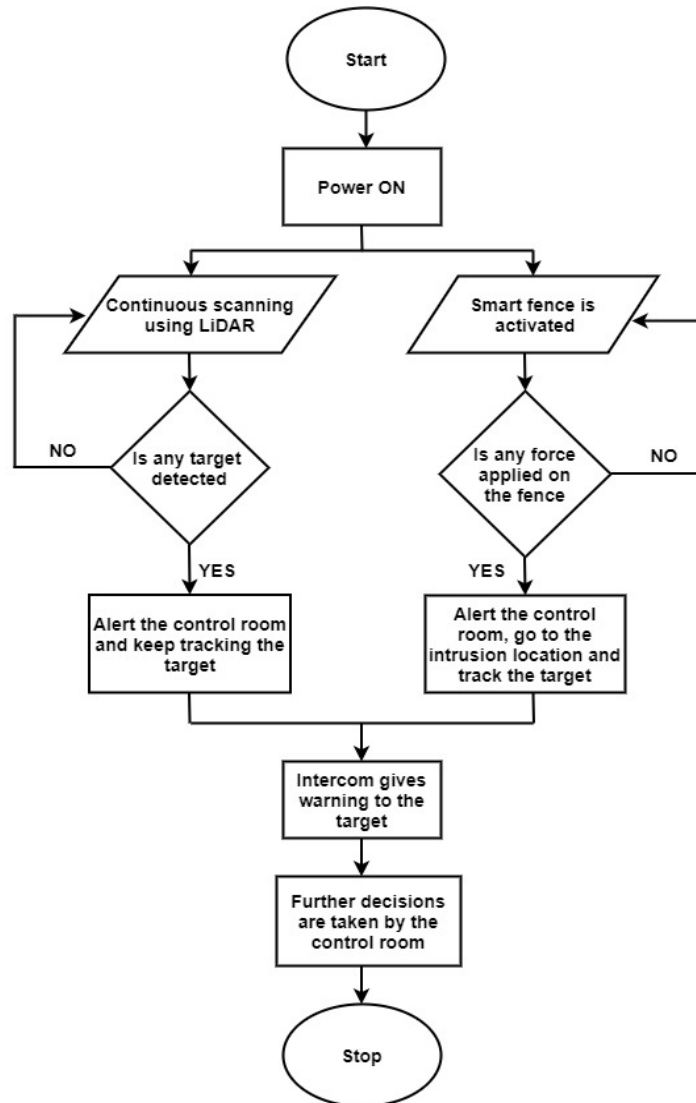 Start
Power ON
Continuous scanning
using LiDAR
Smart fence is
activated
NO
Is any target
detected
Is any force
applied on
the fence
NO
YES
YES
Alert the control room
and keep tracking the
target
Alert the control
room, go to the
intrusion location and
track the target
Intercom gives
warning to the
target
Further decisions
are taken by the
control room
Stop